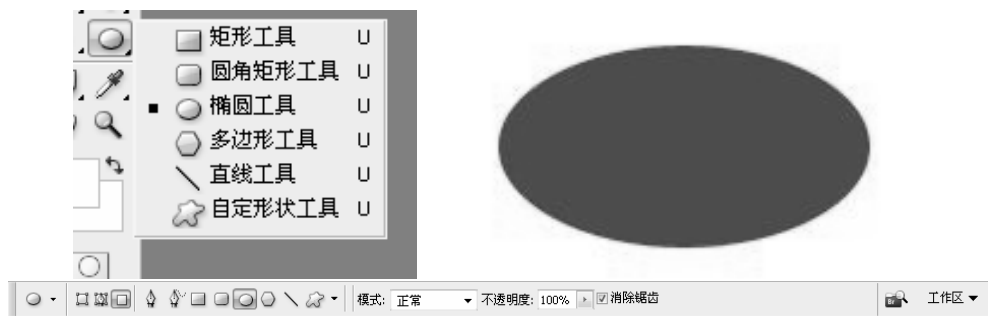 矩形工具 U
圆角矩形工具 U
椭圆工具 U
多边形工具 U
直线工具 U
自定形状工具 U
模式: 正常 不透明度: 100% 消除锯齿 工作区